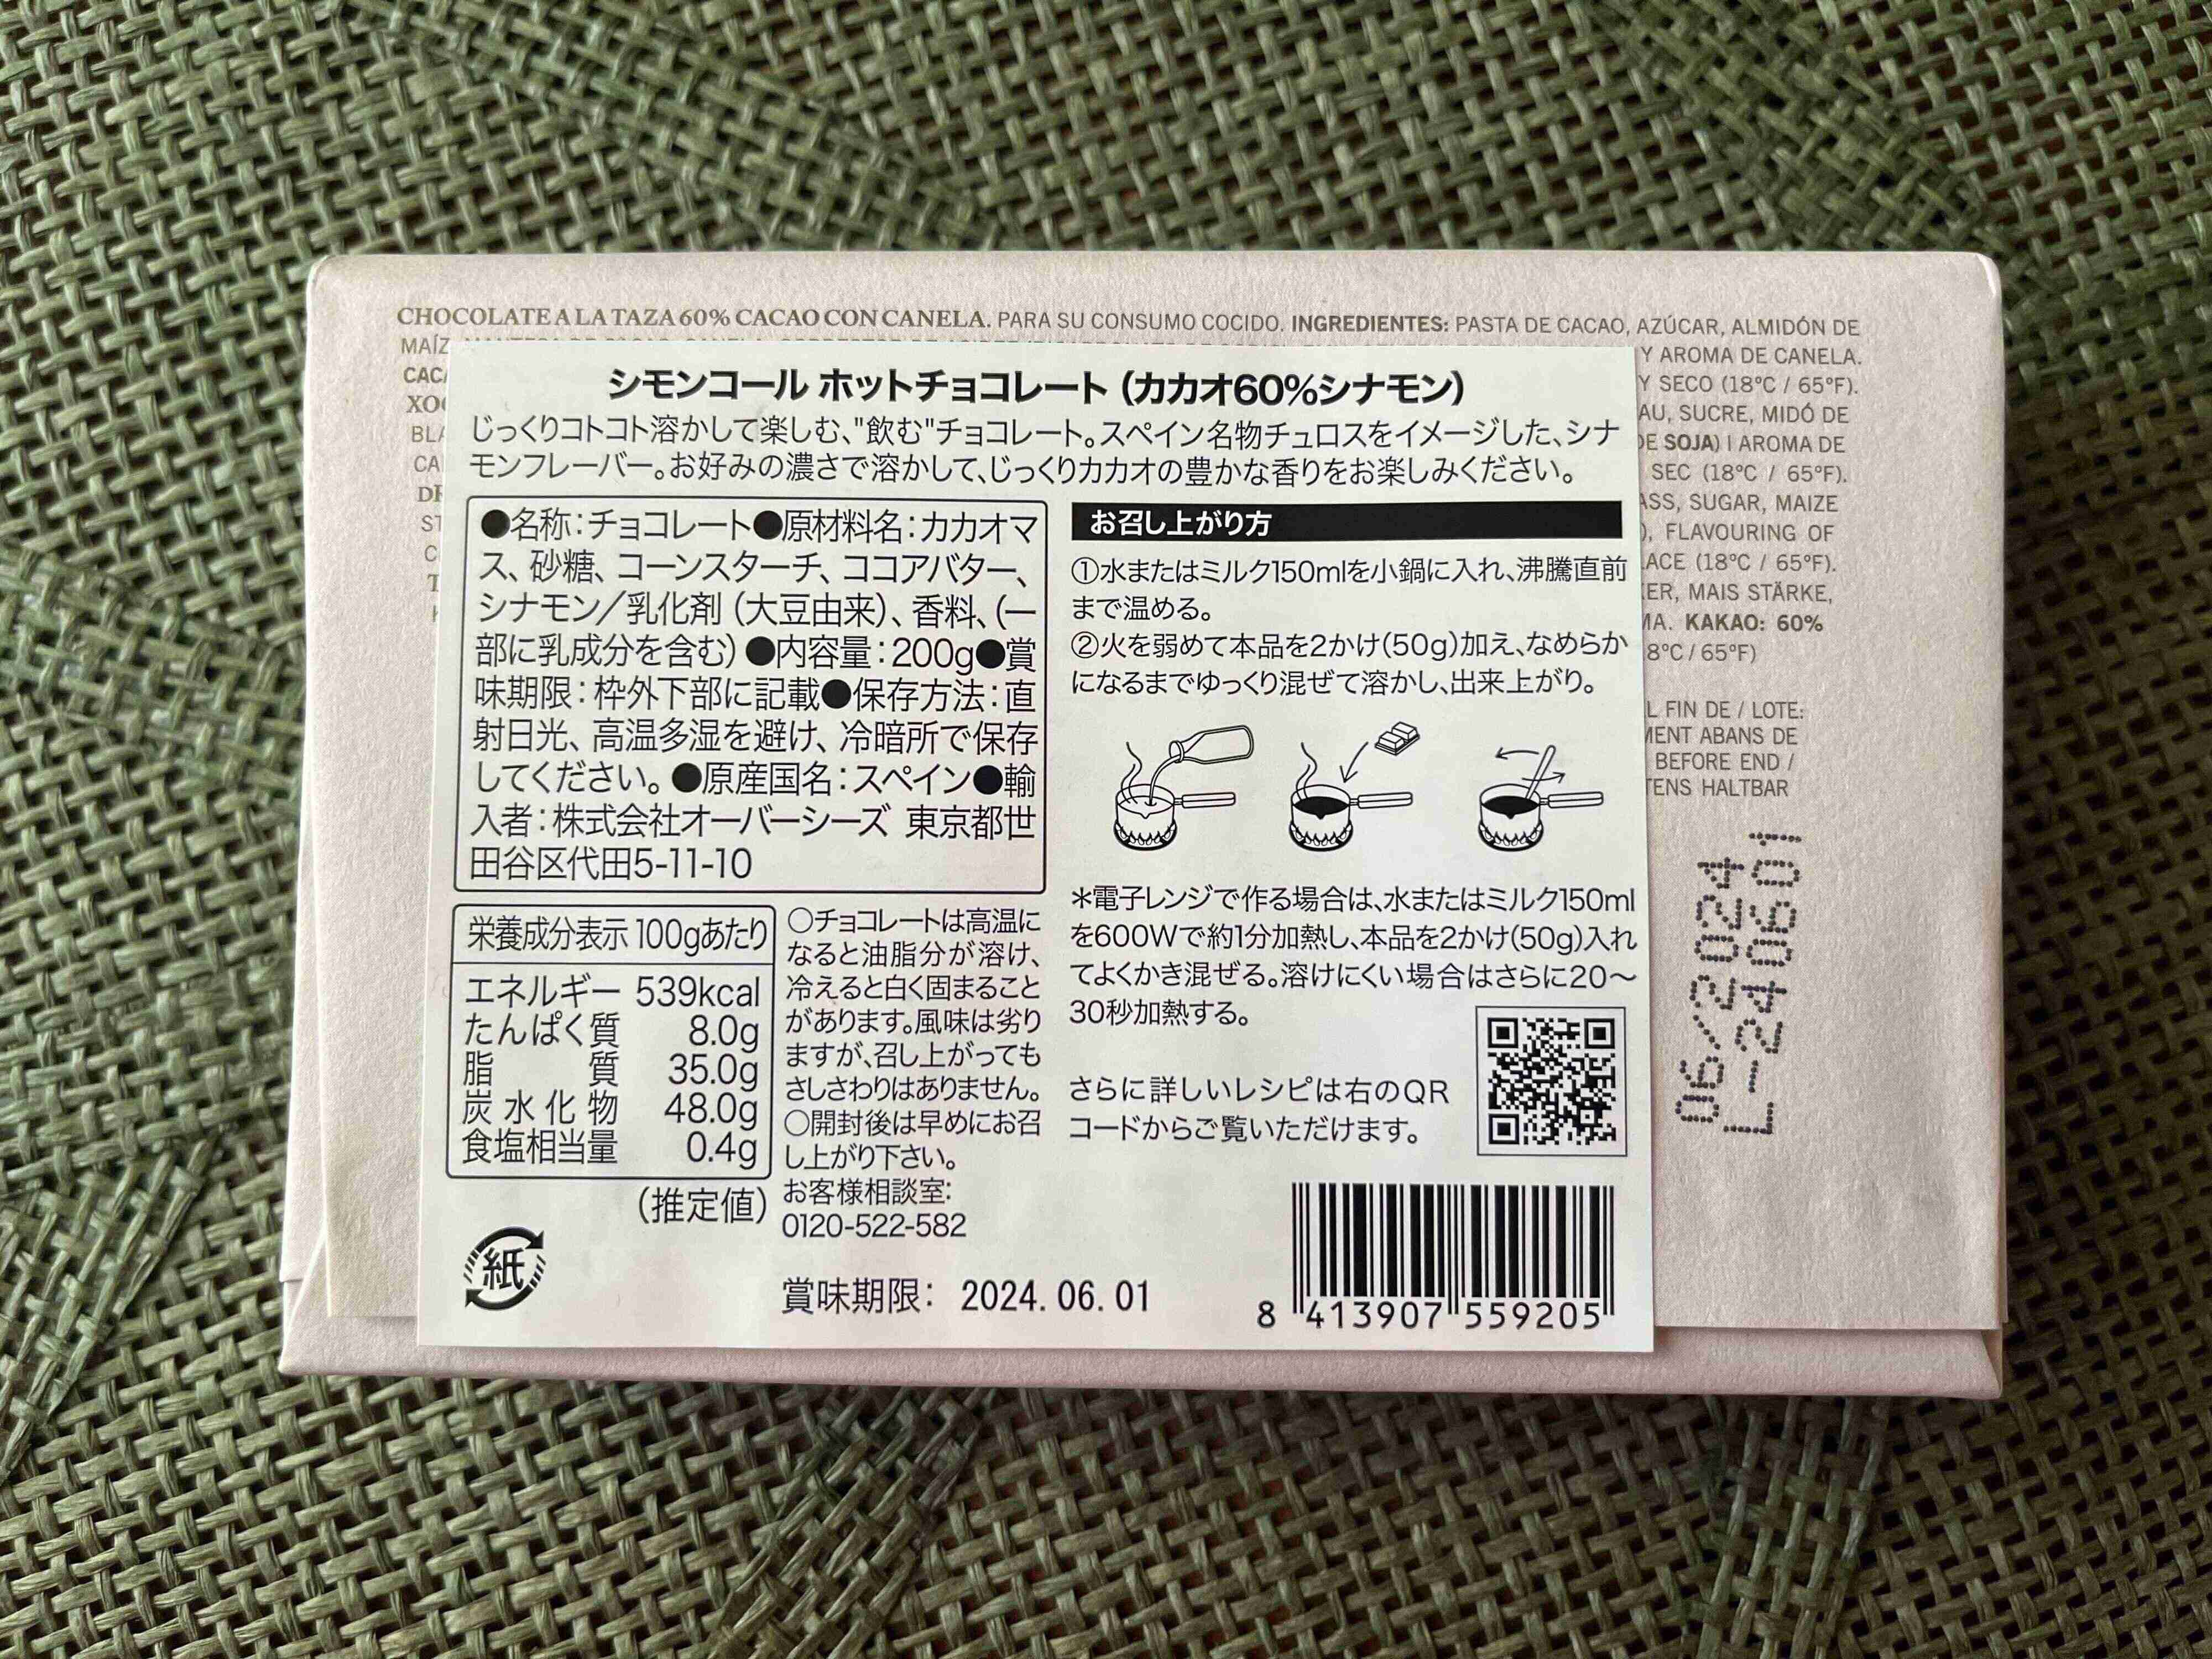 CHOCOLATE A LA TAZA 60% CACAO CON CANELA. PARA SU CONSUMO COCIDO. INGREDIENTES: PASTA DE CACAO, AZÚCAR, ALMIDÓN DE
MAÍZ
Y AROMA DE CANELA.
Y SECO (18°C / 65°F).
AU, SUCRE, MIDÓ DE
DE SOJA) I AROMA DE
SEC (18°C / 65°F).
ASS, SUGAR, MAIZE
), FLAVOURING OF
LACE (18°C / 65°F).
ER, MAIS STÄRKE,
MA. KAKAO: 60%
8°C / 65°F)
L FIN DE / LOTE:
MENT ABANS DE
BEFORE END /
TENS HALTBAR
06/2024
L-240601
シモンコール ホットチョコレート (カカオ60%シナモン)
じっくりコトコト溶かして楽しむ、"飲む"チョコレート。スペイン名物チュロスをイメージした、シナ
モンフレーバー。お好みの濃さで溶かして、じっくりカカオの豊かな香りをお楽しみください。
●名称：チョコレート●原材料名：カカオマ
ス、砂糖、コーンスターチ、ココアバター、
シナモン／乳化剤（大豆由来）、香料、（一
部に乳成分を含む）●内容量：200g●賞
味期限：枠外下部に記載●保存方法：直
射日光、高温多湿を避け、冷暗所で保存
してください。●原産国名：スペイン●輸
入者：株式会社オーバーシーズ 東京都世
田谷区代田5-11-10
お召し上がり方
①水またはミルク150mlを小鍋に入れ、沸騰直前
まで温める。
②火を弱めて本品を2かけ(50g)加え、なめらか
になるまでゆっくり混ぜて溶かし、出来上がり。
＊電子レンジで作る場合は、水またはミルク150ml
を600Wで約1分加熱し、本品を2かけ(50g)入れ
てよくかき混ぜる。溶けにくい場合はさらに20〜
30秒加熱する。
さらに詳しいレシピは右のQR
コードからご覧いただけます。
栄養成分表示 100gあたり
エネルギー 539kcal
たんぱく質 8.0g
脂質 35.0g
炭水化物 48.0g
食塩相当量 0.4g
(推定値)
○チョコレートは高温に
なると油脂分が溶け、
冷えると白く固まること
があります。風味は劣り
ますが、召し上がっても
さしさわりはありません。
○開封後は早めにお召
し上がり下さい。
お客様相談室:
0120-522-582
紙
賞味期限: 2024.06.01
8 413907 559205